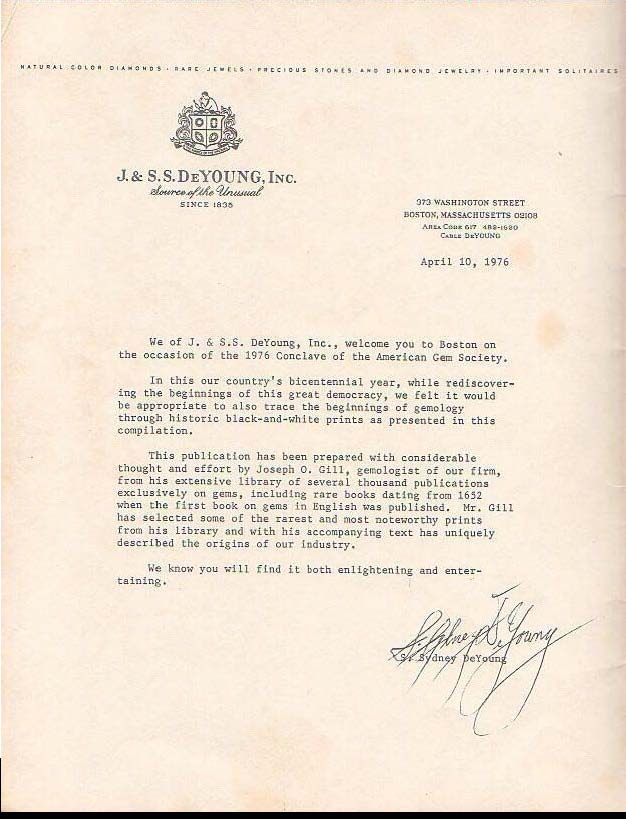 NATURAL COLOR DIAMONDS · RARE JEWELS · PRECIOUS STONES AND DIAMOND JEWELRY · IMPORTANT SOLITAIRES
J. & S.S. DEYOUNG, INC.
Source of the Unusual
SINCE 1835
373 WASHINGTON STREET
BOSTON, MASSACHUSETTS 02108
AREA CODE 617 482-1520
CABLE DEYOUNG
April 10, 1976
We of J. & S.S. DeYoung, Inc., welcome you to Boston on
the occasion of the 1976 Conclave of the American Gem Society.
In this our country's bicentennial year, while rediscover-
ing the beginnings of this great democracy, we felt it would
be appropriate to also trace the beginnings of gemology
through historic black-and-white prints as presented in this
compilation.
This publication has been prepared with considerable
thought and effort by Joseph O. Gill, gemologist of our firm,
from his extensive library of several thousand publications
exclusively on gems, including rare books dating from 1652
when the first book on gems in English was published. Mr. Gill
has selected some of the rarest and most noteworthy prints
from his library and with his accompanying text has uniquely
described the origins of our industry.
We know you will find it both enlightening and enter-
taining.
S. Sydney DeYoung
S. Sydney DeYoung